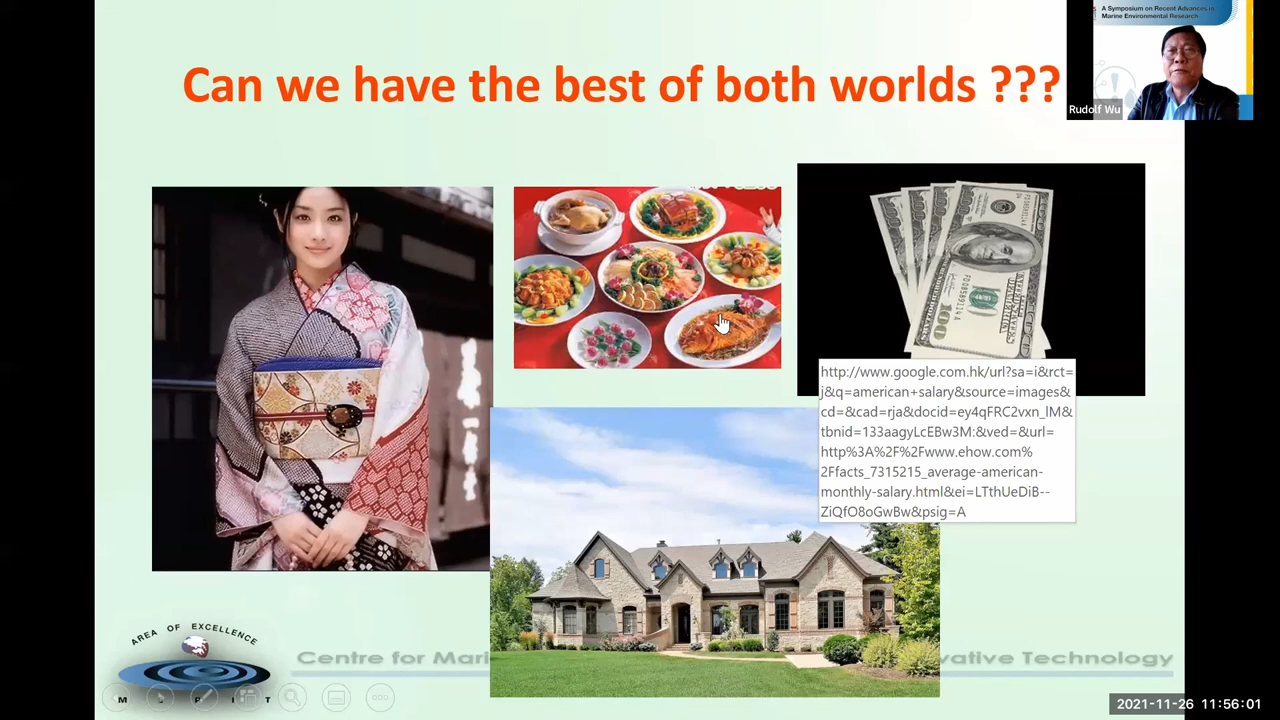 A Symposium on Recent Advances in
Marine Environmental Research
Can we have the best of both worlds ???
Rudolf Wu
100
http://www.google.com.hk/url?sa=i&rct=
j&q=american+salary&source=images&
cd=&cad=rja&docid=ey4qFRC2vxn_lM&
tbnid=133aagyLcEBw3M:&ved=&url=
http%3A%2F%2Fwww.ehow.com%
2Ffacts_7315215_average-american-
monthly-salary.html&ei=LTthUeDiB--
ZiQfO8oGwBw&psig=A
AREA OF EXCELLENCE
Centre for Mari
vative Technology
2021-11-26 11:56:01